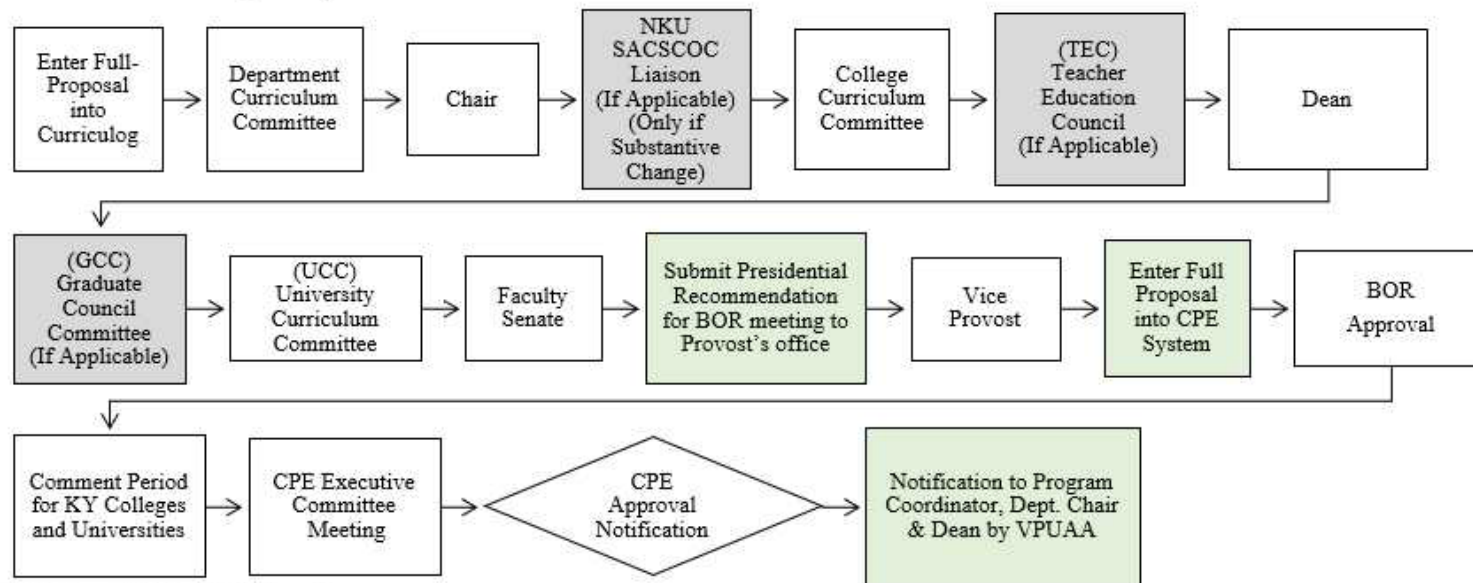 Enter Full-
Proposal
into
Curriculog
Department
Curriculum
Committee
Chair
NKU
SACSCOC
Liaison
(If Applicable)
(Only if
Substantive
Change)
College
Curriculum
Committee
(TEC)
Teacher
Education
Council
(If Applicable)
Dean
(GCC)
Graduate
Council
Committee
(If Applicable)
(UCC)
University
Curriculum
Committee
Faculty
Senate
Submit Presidential
Recommendation
for BOR meeting to
Provost’s office
Vice
Provost
Enter Full
Proposal
into CPE
System
BOR
Approval
Comment Period
for KY Colleges
and Universities
CPE Executive
Committee
Meeting
CPE
Approval
Notification
Notification to Program
Coordinator, Dept. Chair
& Dean by VPUAA